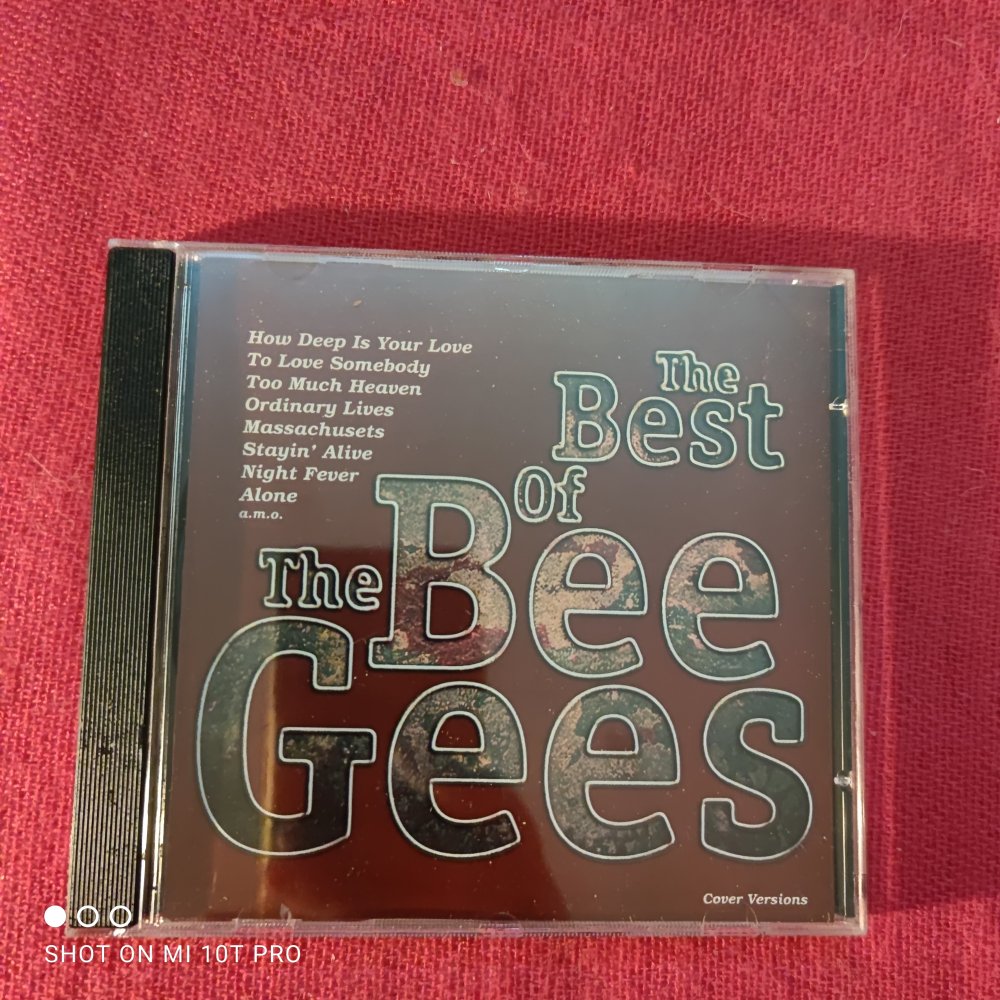 How Deep Is Your Love
To Love Somebody
Too Much Heaven
Ordinary Lives
Massachusets
Stayin' Alive
Night Fever
Alone
a.m.o.
The
Best
Of
The Bee
Gees
Cover Versions
SHOT ON MI 10T PRO